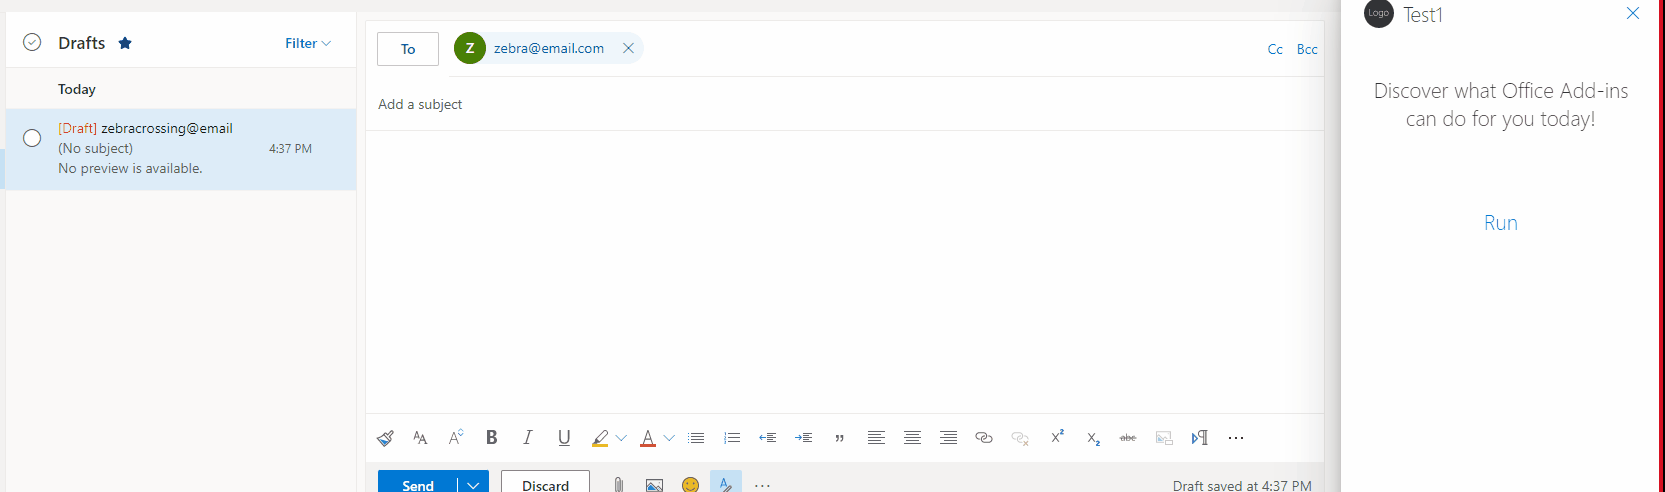 Drafts
Filter
Today
[Draft] zebracrossing@email
(No subject)
4:37 PM
No preview is available.
To
Z
zebra@email.com
Cc
Bcc
Add a subject
abc
Send
Discard
Draft saved at 4:37 PM
Logo
Test1
Discover what Office Add-ins
can do for you today!
Run